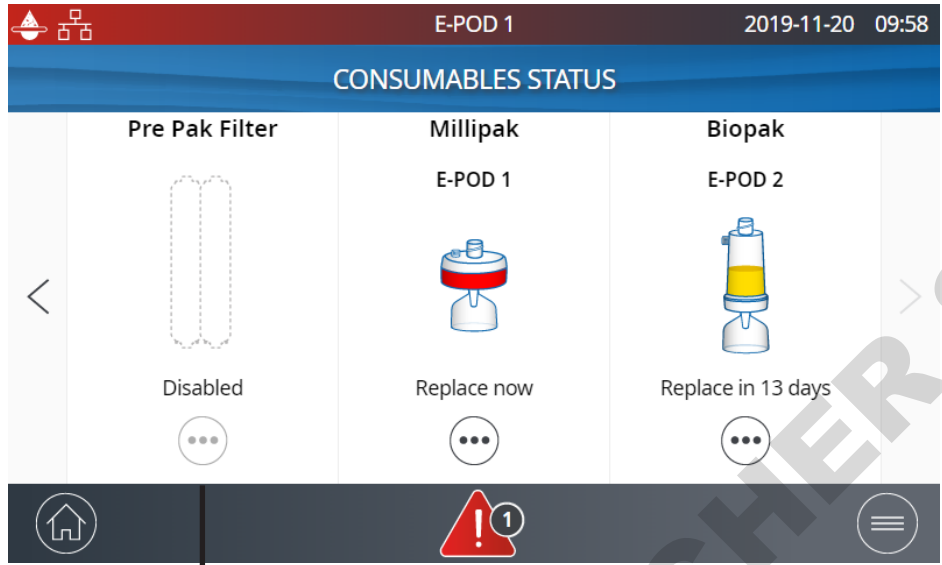 E-POD 1 2019-11-20 09:58
CONSUMABLES STATUS
Pre Pak Filter Millipak Biopak
E-POD 1 E-POD 2
Disabled Replace now Replace in 13 days
1